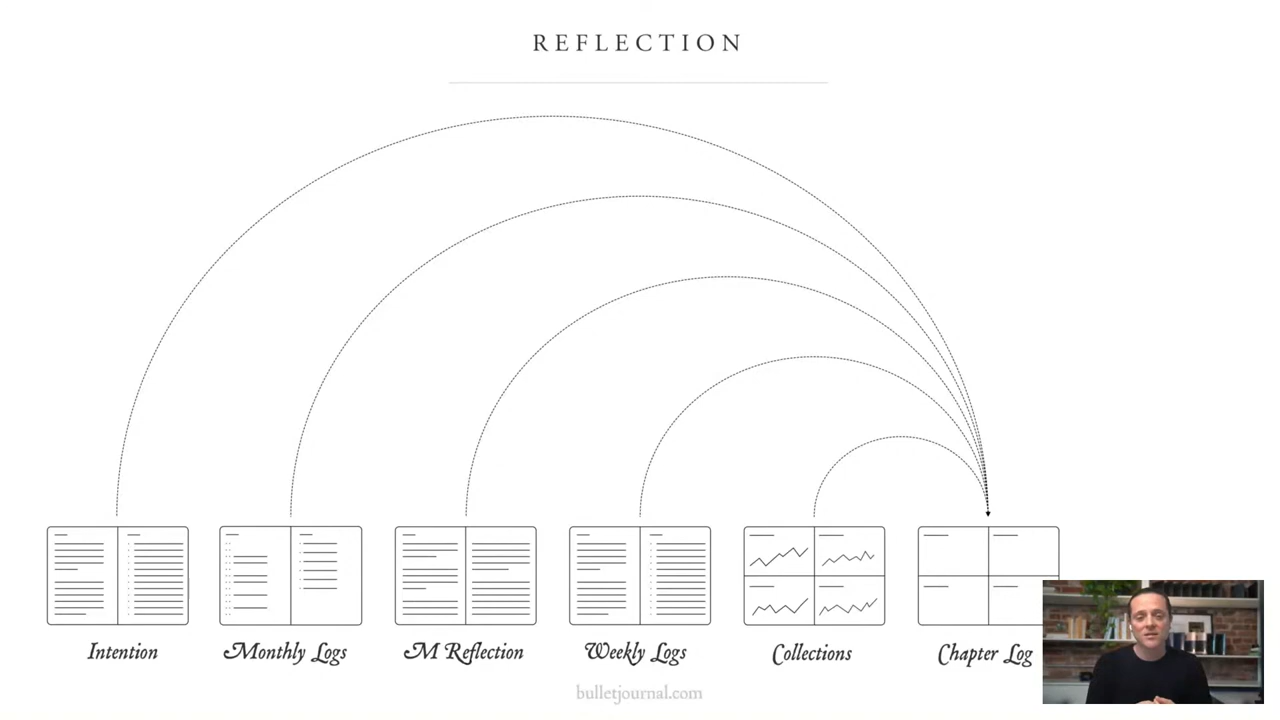 REFLECTION
Intention
Monthly Logs
M Reflection
Weekly Logs
Collections
Chapter Log
bulletjournal.com